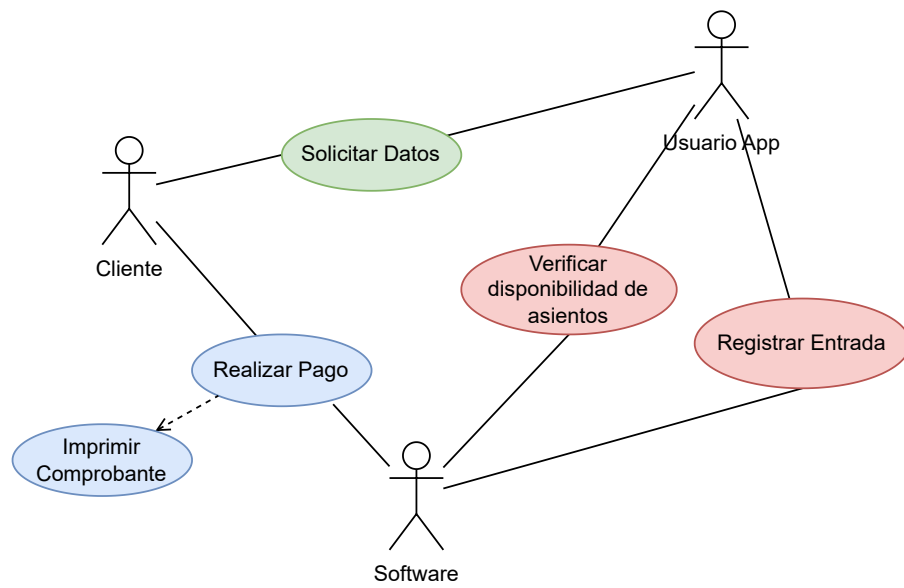 Usuario App
Solicitar Datos
Cliente
Verificar
disponibilidad de
asientos
Registrar Entrada
Realizar Pago
Imprimir
Comprobante
Software